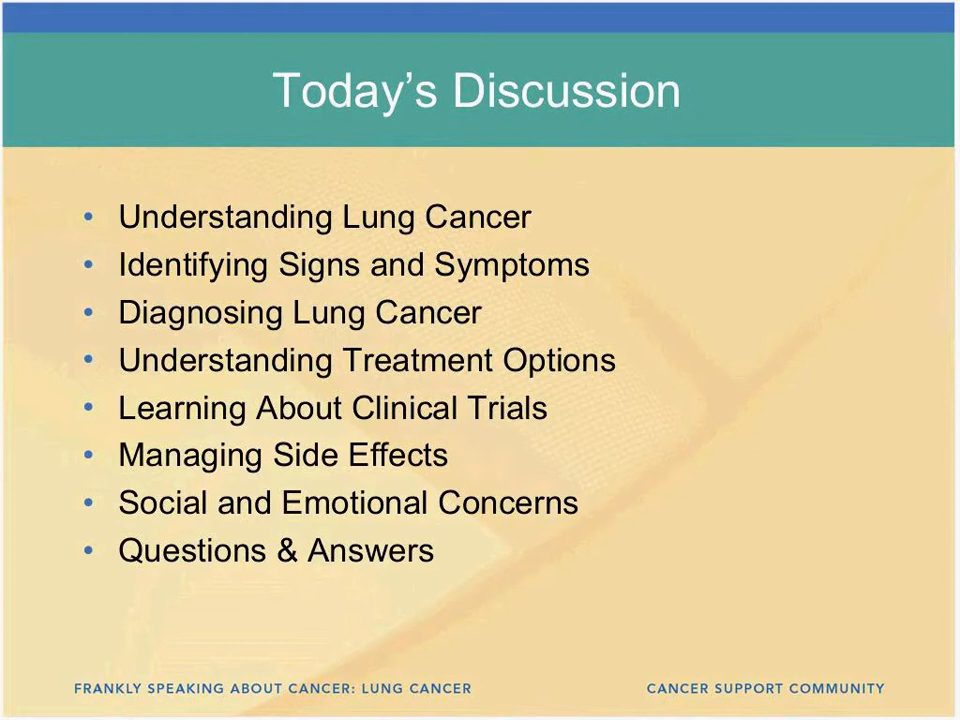 Today’s Discussion
• Understanding Lung Cancer
• Identifying Signs and Symptoms
• Diagnosing Lung Cancer
• Understanding Treatment Options
• Learning About Clinical Trials
• Managing Side Effects
• Social and Emotional Concerns
• Questions & Answers
FRANKLY SPEAKING ABOUT CANCER: LUNG CANCER
CANCER SUPPORT COMMUNITY